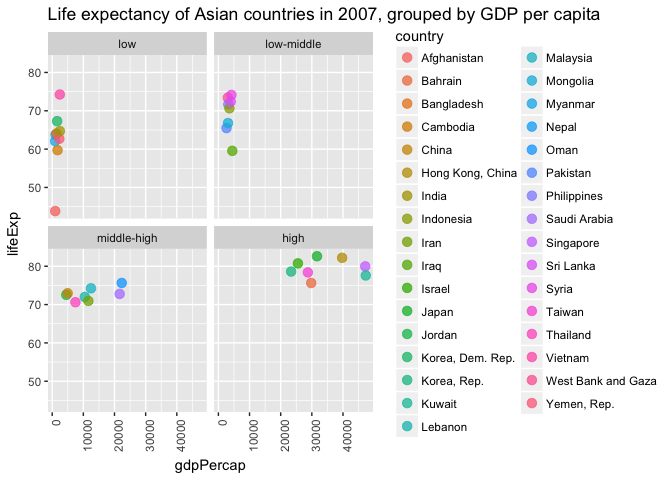 Life expectancy of Asian countries in 2007, grouped by GDP per capita
low
low-middle
80
70
60
50
middle-high
high
80
70
60
50
0
10000
20000
30000
40000
0
10000
20000
30000
40000
gdpPercap
lifeExp
country
Afghanistan
Bahrain
Bangladesh
Cambodia
China
Hong Kong, China
India
Indonesia
Iran
Iraq
Israel
Japan
Jordan
Korea, Dem. Rep.
Korea, Rep.
Kuwait
Lebanon
Malaysia
Mongolia
Myanmar
Nepal
Oman
Pakistan
Philippines
Saudi Arabia
Singapore
Sri Lanka
Syria
Taiwan
Thailand
Vietnam
West Bank and Gaza
Yemen, Rep.